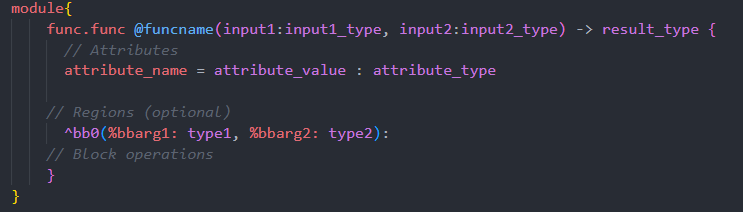 module{
func.func @funcname(input1:input1_type, input2:input2_type) -> result_type {
// Attributes
attribute_name = attribute_value : attribute_type
// Regions (optional)
^bb0(%bbarg1: type1, %bbarg2: type2):
// Block operations
}
}